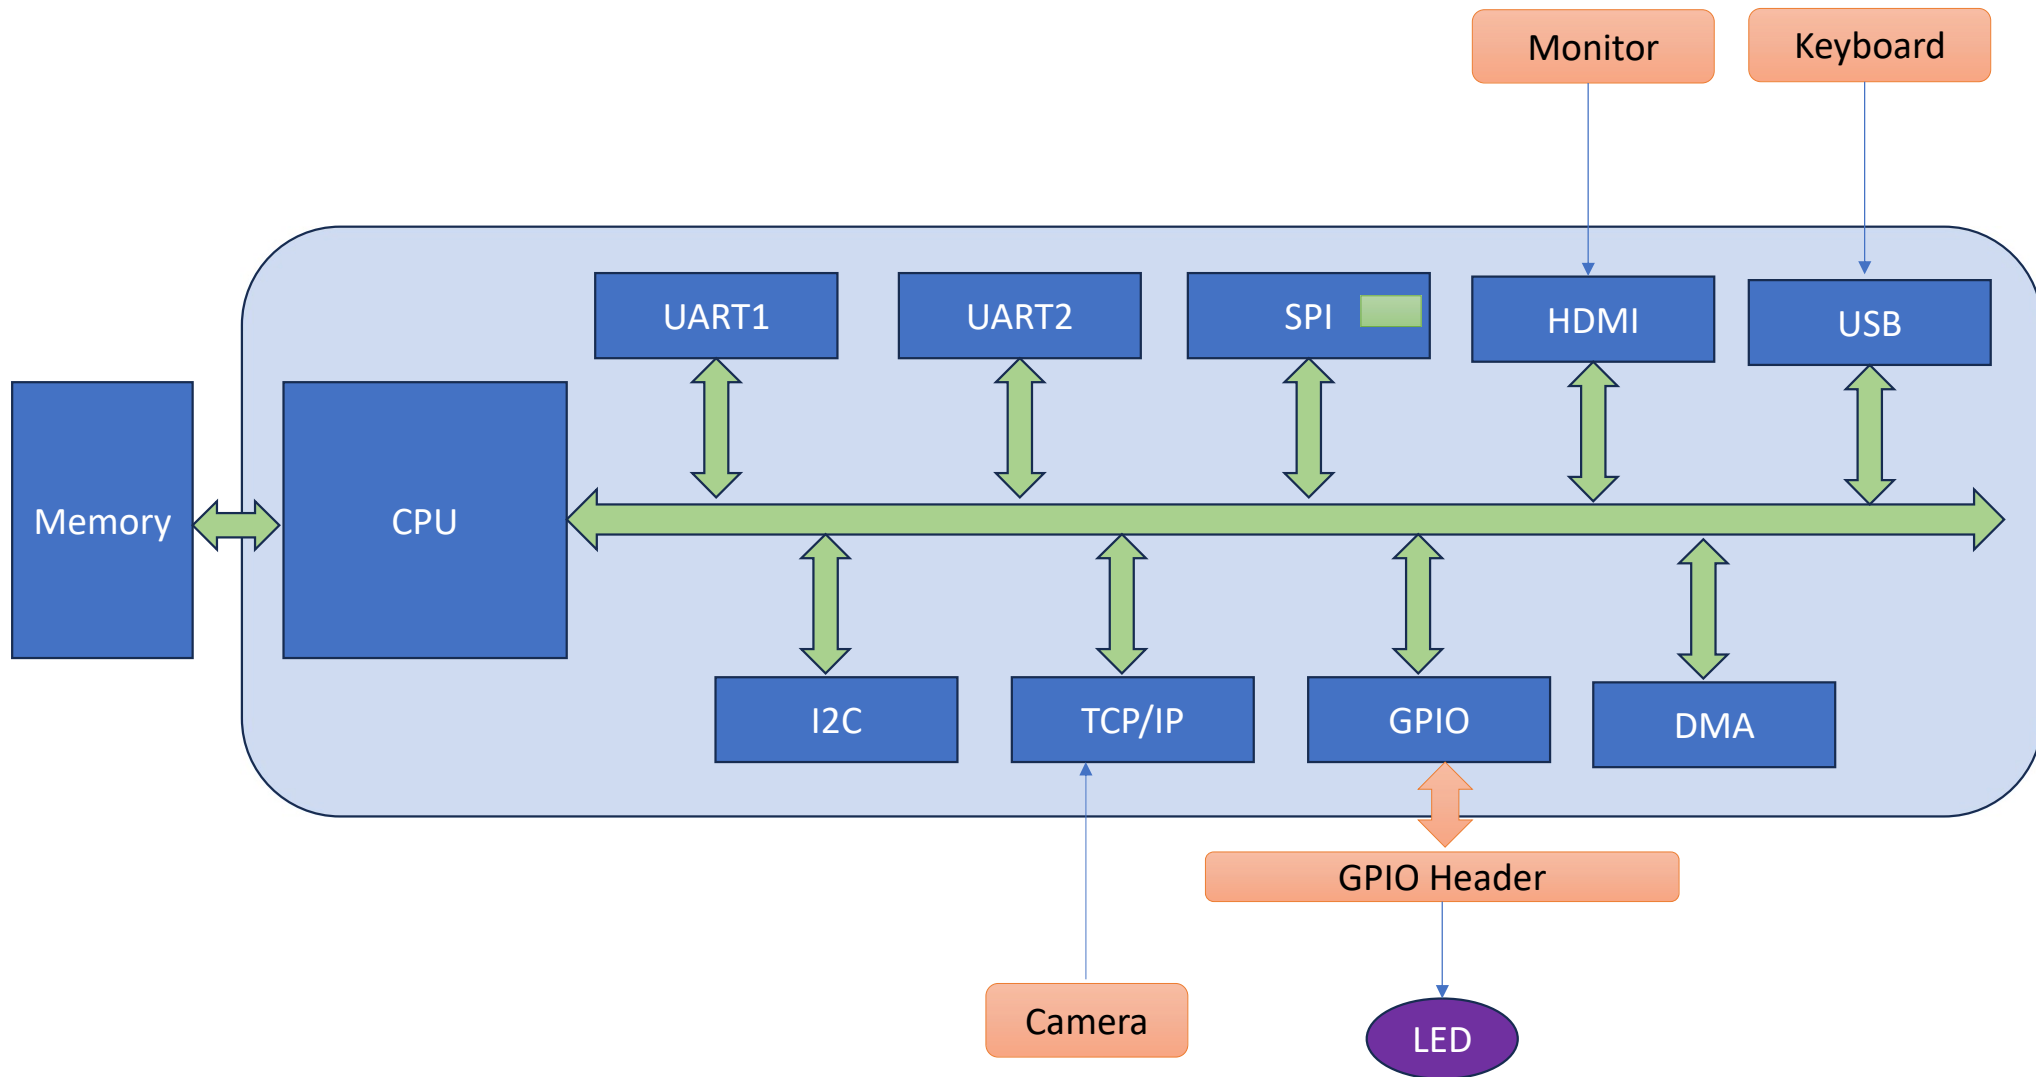 Monitor
Keyboard
UART1
UART2
SPI
HDMI
USB
Memory
CPU
I2C
TCP/IP
GPIO
DMA
GPIO Header
Camera
LED